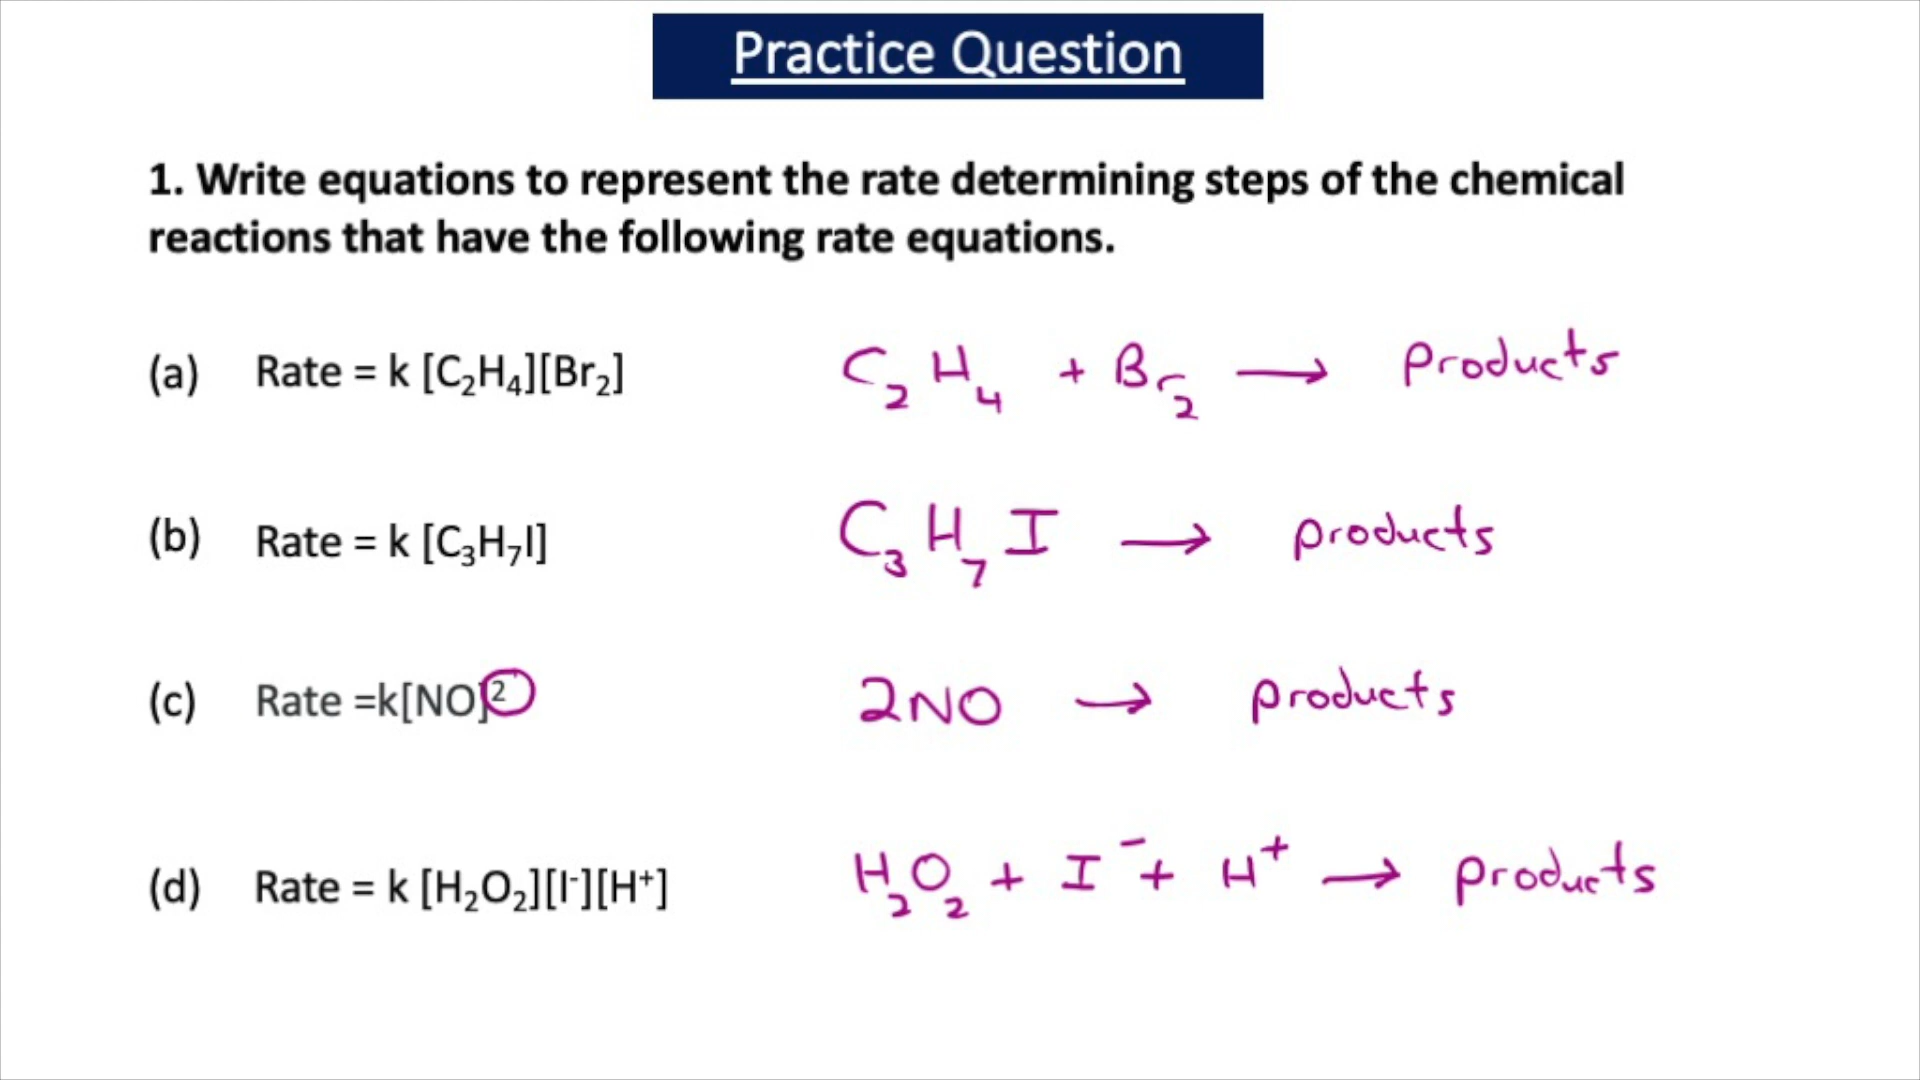 Practice Question
1. Write equations to represent the rate determining steps of the chemical
reactions that have the following rate equations.
(a) Rate = k [C₂H₄][Br₂] C₂H₄ + Br₂ → Products
(b) Rate = k [C₃H₇I] C₃H₇I → products
(c) Rate =k[NO]² 2NO → products
(d) Rate = k [H₂O₂][I⁻][H⁺] H₂O₂ + I⁻ + H⁺ → products